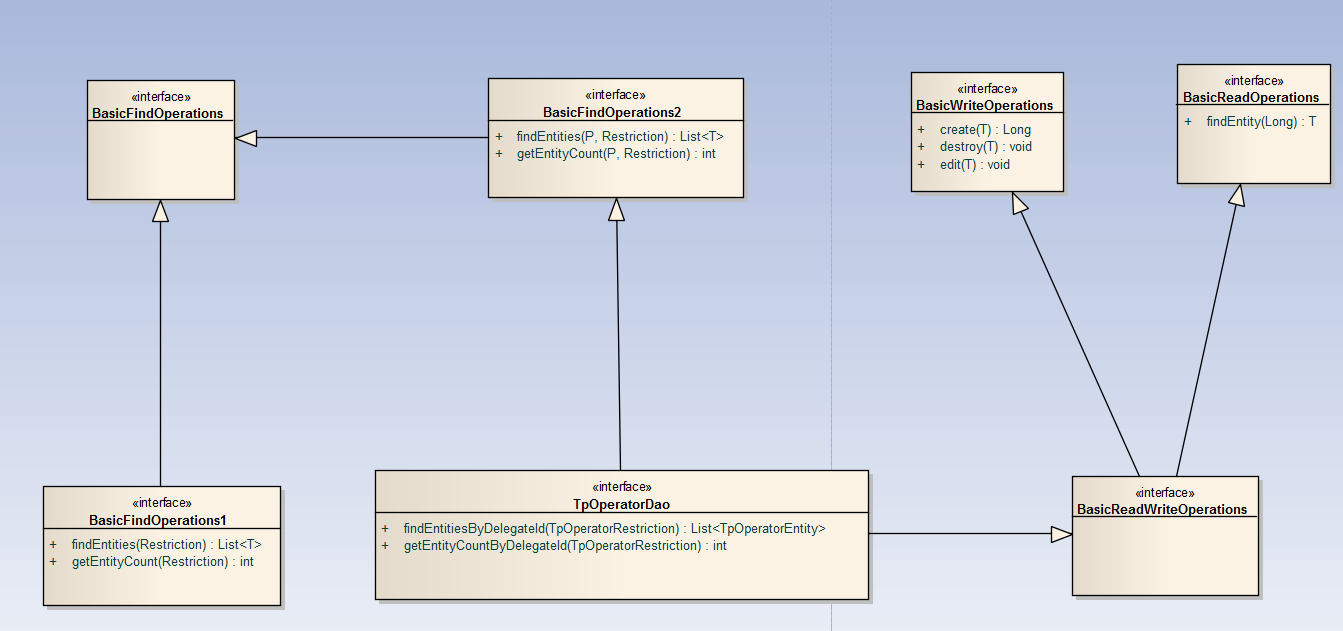 «interface»
BasicFindOperations
«interface»
BasicFindOperations2
+ findEntities(P, Restriction) : List<T>
+ getEntityCount(P, Restriction) : int
«interface»
BasicWriteOperations
+ create(T) : Long
+ destroy(T) : void
+ edit(T) : void
«interface»
BasicReadOperations
+ findEntity(Long) : T
«interface»
BasicFindOperations1
+ findEntities(Restriction) : List<T>
+ getEntityCount(Restriction) : int
«interface»
TpOperatorDao
+ findEntitiesByDelegateId(TpOperatorRestriction) : List<TpOperatorEntity>
+ getEntityCountByDelegateId(TpOperatorRestriction) : int
«interface»
BasicReadWriteOperations